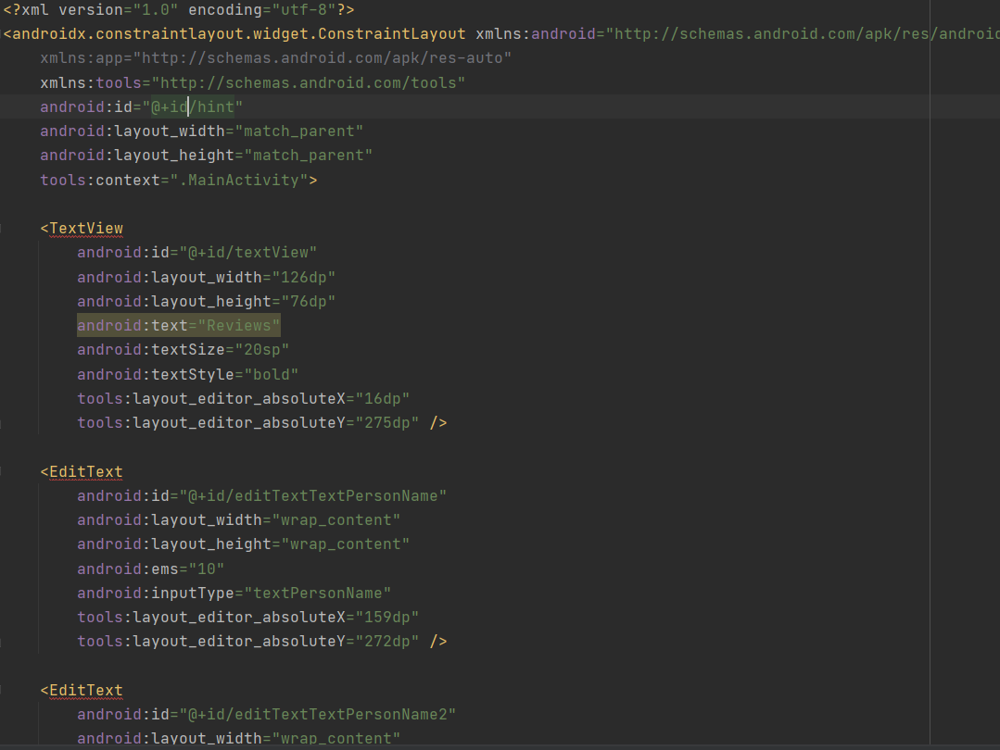 <?xml version="1.0" encoding="utf-8"?>
<androidx.constraintlayout.widget.ConstraintLayout xmlns:android="http://schemas.android.com/apk/res/android
    xmlns:app="http://schemas.android.com/apk/res-auto"
    xmlns:tools="http://schemas.android.com/tools"
    android:id="@+id/hint"
    android:layout_width="match_parent"
    android:layout_height="match_parent"
    tools:context=".MainActivity">

    <TextView
        android:id="@+id/textView"
        android:layout_width="126dp"
        android:layout_height="76dp"
        android:text="Reviews"
        android:textSize="20sp"
        android:textStyle="bold"
        tools:layout_editor_absoluteX="16dp"
        tools:layout_editor_absoluteY="275dp" />

    <EditText
        android:id="@+id/editTextTextPersonName"
        android:layout_width="wrap_content"
        android:layout_height="wrap_content"
        android:ems="10"
        android:inputType="textPersonName"
        tools:layout_editor_absoluteX="159dp"
        tools:layout_editor_absoluteY="272dp" />

    <EditText
        android:id="@+id/editTextTextPersonName2"
        android:layout_width="wrap_content"